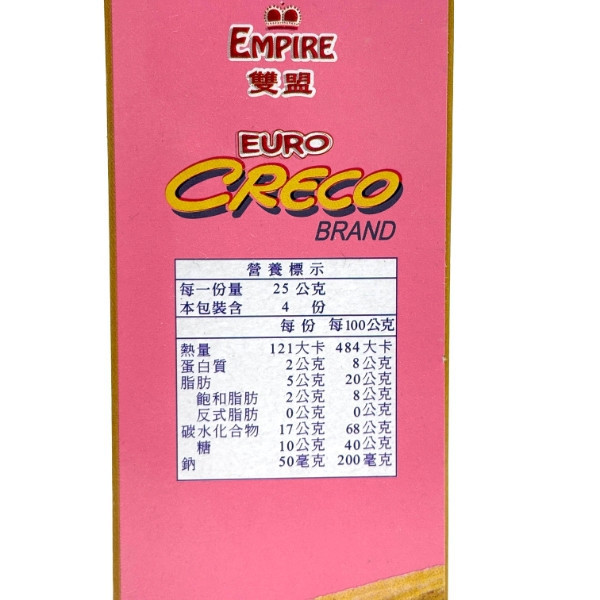 EMPIRE
雙盟
EURO
CRECO
BRAND
營養標示
每一份量 25 公克
本包裝含 4 份
每份 每100公克
熱量 121大卡 484大卡
蛋白質 2公克 8公克
脂肪 5公克 20公克
飽和脂肪 2公克 8公克
反式脂肪 0公克 0公克
碳水化合物 17公克 68公克
糖 10公克 40公克
鈉 50毫克 200毫克